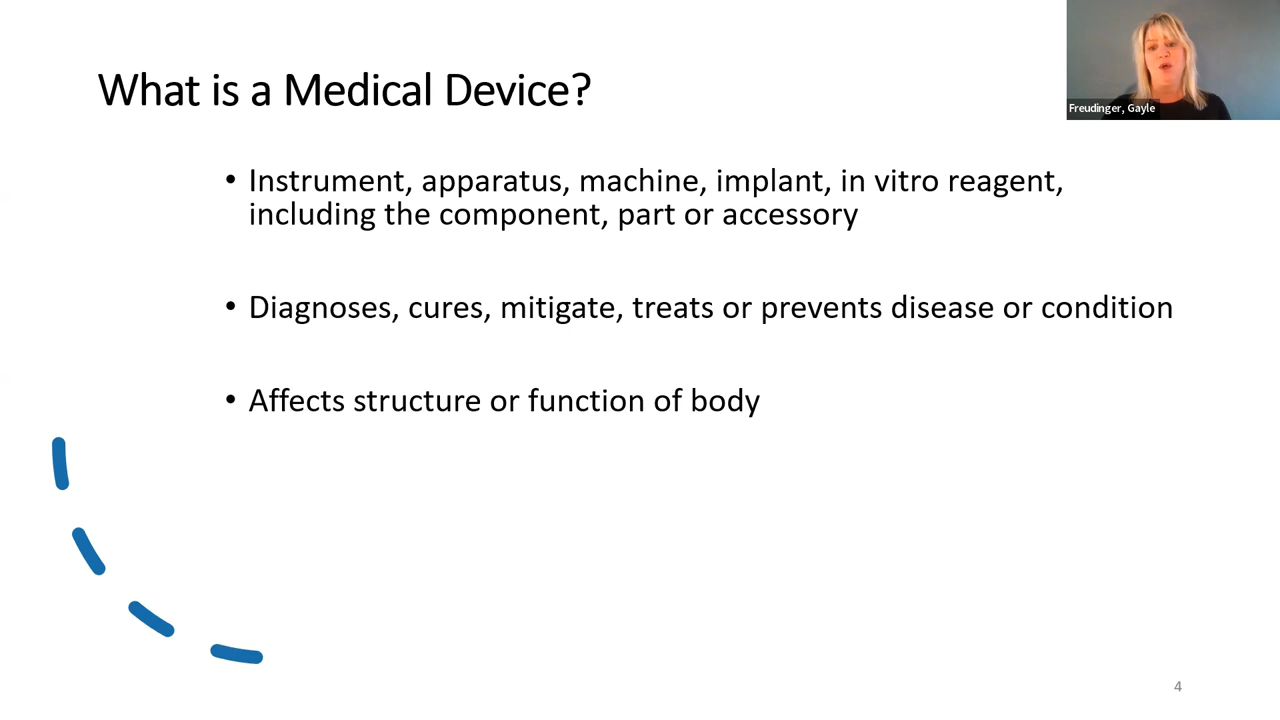 What is a Medical Device?
Freudinger, Gayle
• Instrument, apparatus, machine, implant, in vitro reagent,
including the component, part or accessory
• Diagnoses, cures, mitigate, treats or prevents disease or condition
• Affects structure or function of body
4